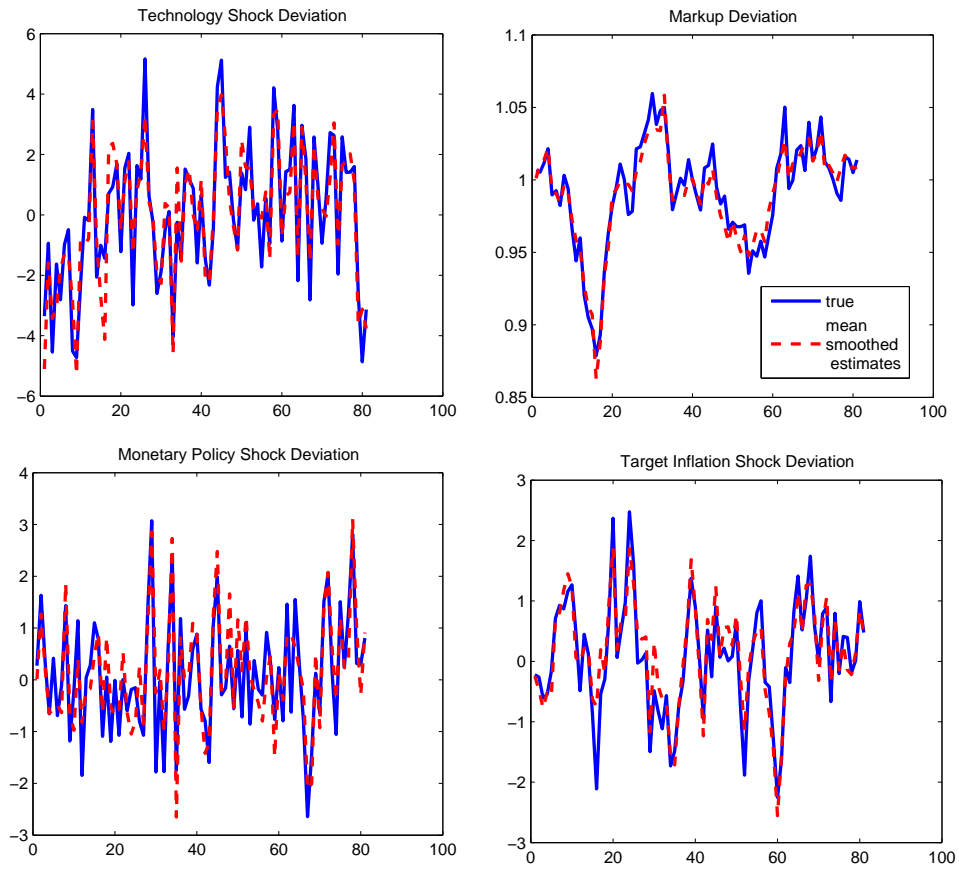 Technology Shock Deviation
6
4
2
0
−2
−4
−6
0 20 40 60 80 100
Markup Deviation
1.1
1.05
1
0.95
0.9
0.85
0 20 40 60 80 100
true
mean
smoothed
estimates
Monetary Policy Shock Deviation
4
3
2
1
0
−1
−2
−3
0 20 40 60 80 100
Target Inflation Shock Deviation
3
2
1
0
−1
−2
−3
0 20 40 60 80 100